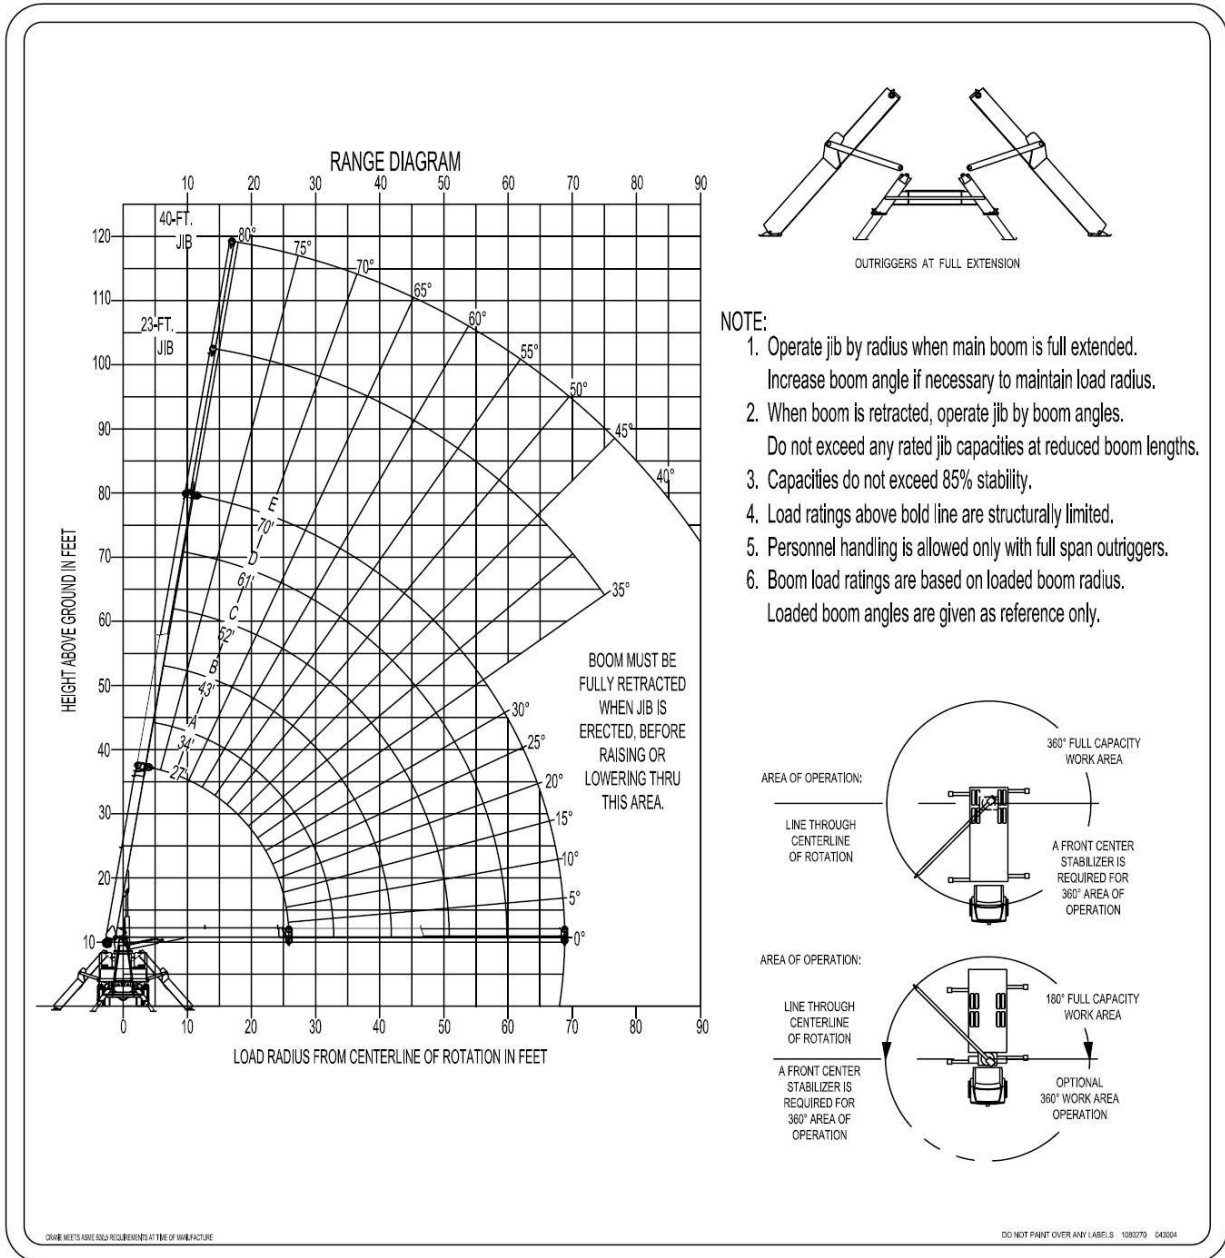 RANGE DIAGRAM
10 20 30 40 50 60 70 80 90
40-FT.
JIB
23-FT.
JIB
120
110
100
90
80
70
60
50
40
30
20
10
HEIGHT ABOVE GROUND IN FEET
80°
75°
70°
65°
60°
55°
50°
45°
40°
35°
30°
25°
20°
15°
10°
5°
0°
E
70'
D
61'
C
52'
B
43'
A
34'
27'
BOOM MUST BE
FULLY RETRACTED
WHEN JIB IS
ERECTED, BEFORE
RAISING OR
LOWERING THRU
THIS AREA.
0 10 20 30 40 50 60 70 80 90
LOAD RADIUS FROM CENTERLINE OF ROTATION IN FEET
OUTRIGGERS AT FULL EXTENSION
NOTE:
1. Operate jib by radius when main boom is full extended.
Increase boom angle if necessary to maintain load radius.
2. When boom is retracted, operate jib by boom angles.
Do not exceed any rated jib capacities at reduced boom lengths.
3. Capacities do not exceed 85% stability.
4. Load ratings above bold line are structurally limited.
5. Personnel handling is allowed only with full span outriggers.
6. Boom load ratings are based on loaded boom radius.
Loaded boom angles are given as reference only.
360° FULL CAPACITY
WORK AREA
AREA OF OPERATION:
LINE THROUGH
CENTERLINE
OF ROTATION
A FRONT CENTER
STABILIZER IS
REQUIRED FOR
360° AREA OF
OPERATION
AREA OF OPERATION:
180° FULL CAPACITY
WORK AREA
LINE THROUGH
CENTERLINE
OF ROTATION
A FRONT CENTER
STABILIZER IS
REQUIRED FOR
360° AREA OF
OPERATION
OPTIONAL
360° WORK AREA
OPERATION
CRANE MEETS ASME B30.5 REQUIREMENTS AT TIME OF MANUFACTURE
DO NOT PAINT OVER ANY LABELS 1083270 043004